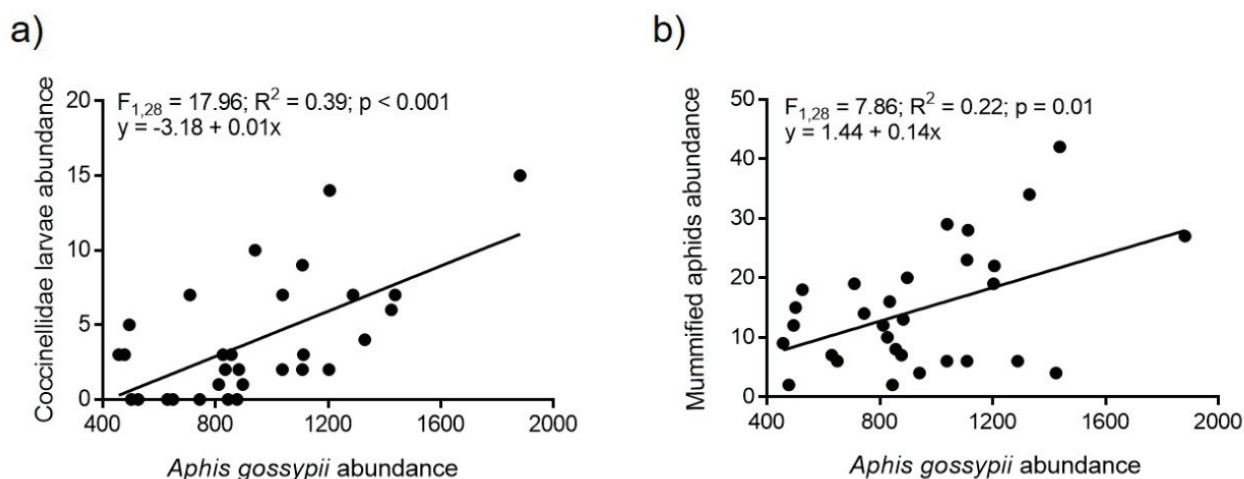 a)
F1,28 = 17.96; R2 = 0.39; p < 0.001
y = -3.18 + 0.01x
Coccinellidae larvae abundance
20
15
10
5
0
400 800 1200 1600 2000
Aphis gossypii abundance
b)
F1,28 = 7.86; R2 = 0.22; p = 0.01
y = 1.44 + 0.14x
Mummified aphids abundance
50
40
30
20
10
0
400 800 1200 1600 2000
Aphis gossypii abundance